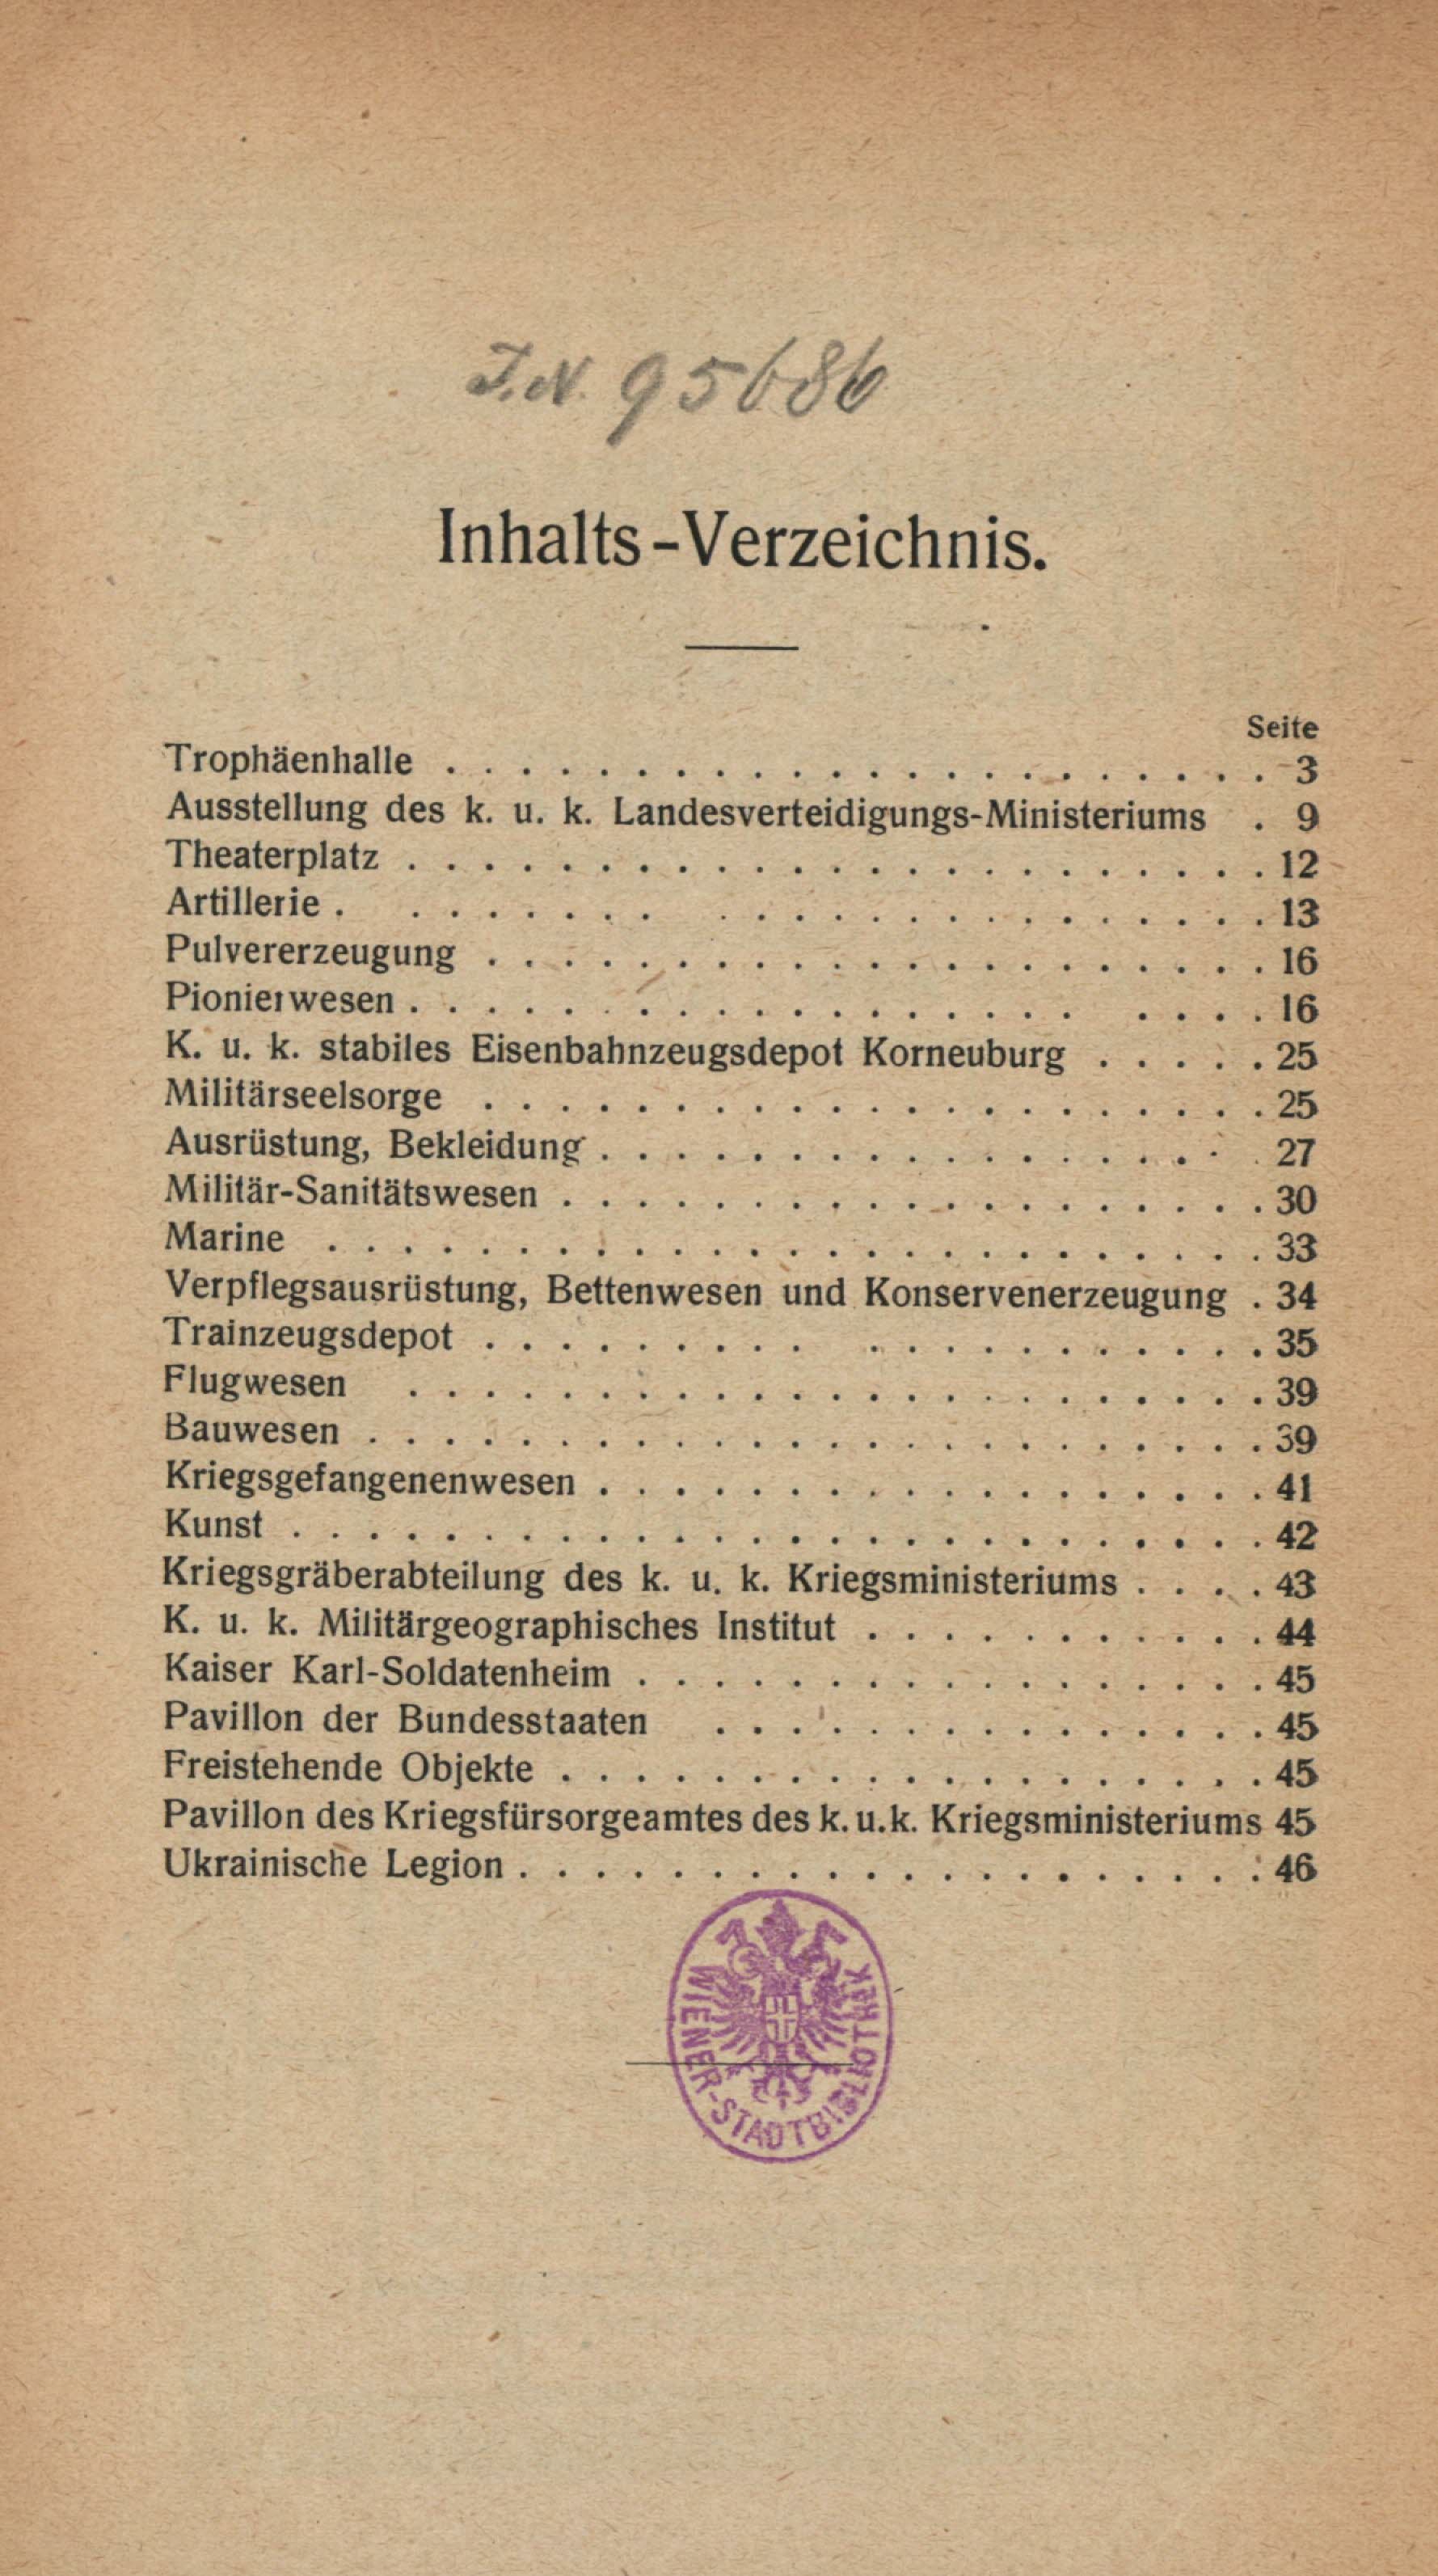 J.N. 95686
Inhalts-Verzeichnis.
Seite
Trophäenhalle . . . . . . . . . . . . . . . . . . . . . . 3
Ausstellung des k. u. k. Landesverteidigungs-Ministeriums . 9
Theaterplatz . . . . . . . . . . . . . . . . . . . . . . . 12
Artillerie . . . . . . . . . . . . . . . . . . . . . . . 13
Pulvererzeugung . . . . . . . . . . . . . . . . . . . . . 16
Pionierwesen . . . . . . . . . . . . . . . . . . . . . . 16
K. u. k. stabiles Eisenbahnzeugsdepot Korneuburg . . . . . 25
Militärseelsorge . . . . . . . . . . . . . . . . . . . . . 25
Ausrüstung, Bekleidung . . . . . . . . . . . . . . . . . . 27
Militär-Sanitätswesen . . . . . . . . . . . . . . . . . . . 30
Marine . . . . . . . . . . . . . . . . . . . . . . . . . 33
Verpflegsausrüstung, Bettenwesen und Konservenerzeugung . 34
Trainzeugsdepot . . . . . . . . . . . . . . . . . . . . 35
Flugwesen . . . . . . . . . . . . . . . . . . . . . . . 39
Bauwesen . . . . . . . . . . . . . . . . . . . . . . . . 39
Kriegsgefangenenwesen . . . . . . . . . . . . . . . . . . 41
Kunst . . . . . . . . . . . . . . . . . . . . . . . . . . 42
Kriegsgräberabteilung des k. u. k. Kriegsministeriums . . . . 43
K. u. k. Militärgeographisches Institut . . . . . . . . . . . 44
Kaiser Karl-Soldatenheim . . . . . . . . . . . . . . . . . 45
Pavillon der Bundesstaaten . . . . . . . . . . . . . . . 45
Freistehende Objekte . . . . . . . . . . . . . . . . . . . 45
Pavillon des Kriegsfürsorgeamtes des k. u. k. Kriegsministeriums 45
Ukrainische Legion . . . . . . . . . . . . . . . . . . . . 46
WIENER-STADTBIBLIOTHEK